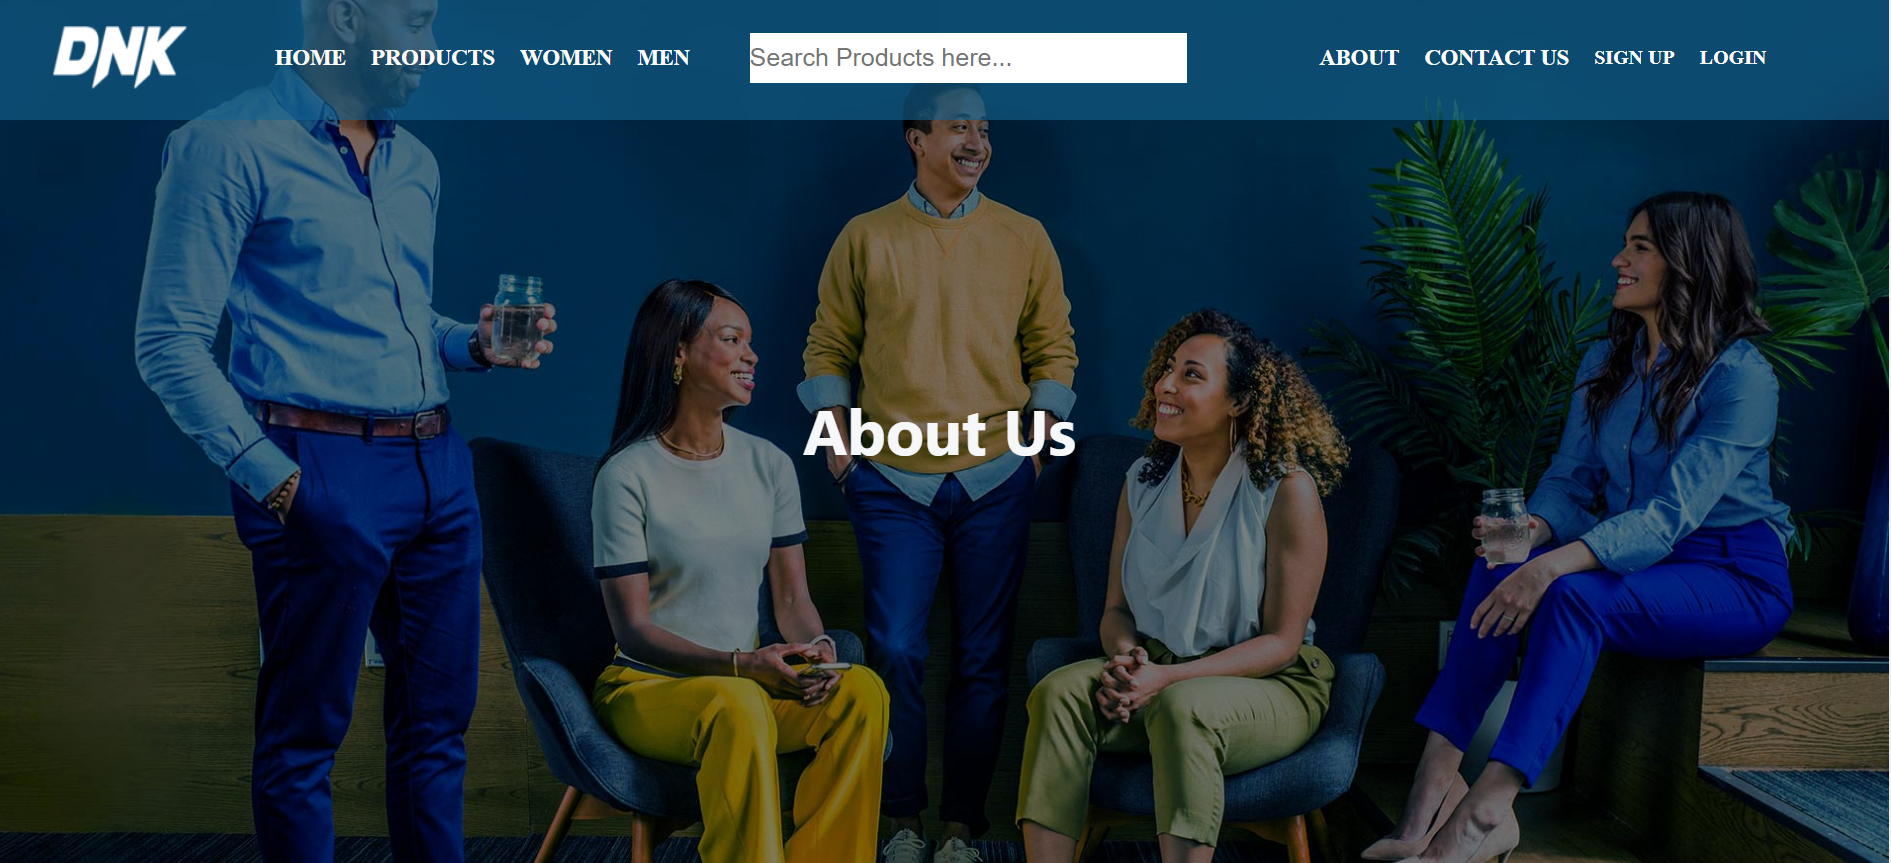 DNK
HOME PRODUCTS WOMEN MEN
Search Products here...
ABOUT CONTACT US SIGN UP LOGIN
About Us